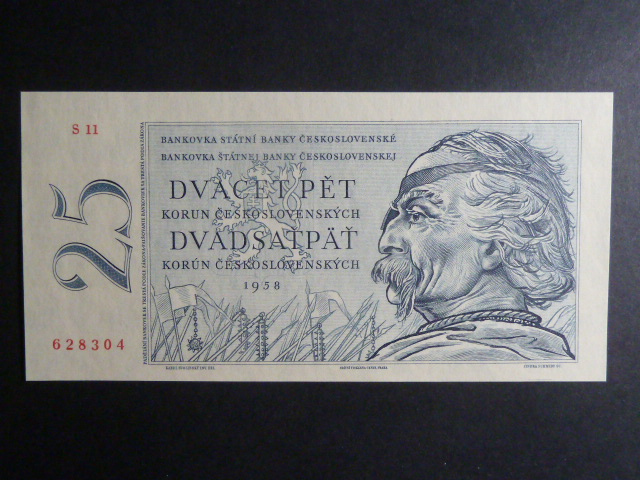 S 11
BANKOVKA STÁTNÍ BANKY ČESKOSLOVENSKÉ
BANKOVKA ŠTÁTNEJ BANKY ČESKOSLOVENSKEJ
DVACET PĚT
KORUN ČESKOSLOVENSKÝCH
DVADSAŤPÄŤ
KORÚN ČESKOSLOVENSKÝCH
1958
25
628304